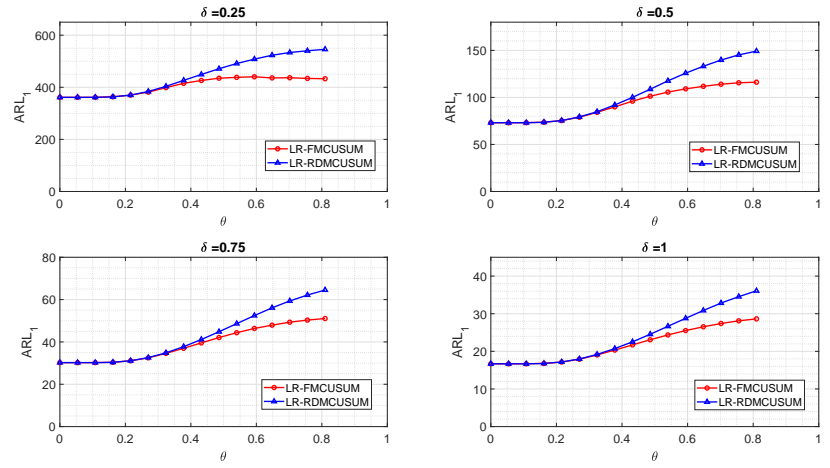 δ =0.25
600
400
200
0
ARL1
0 0.2 0.4 0.6 0.8 1
θ
LR-FMCUSUM
LR-RDMCUSUM
δ =0.5
150
100
50
0
ARL1
0 0.2 0.4 0.6 0.8 1
θ
LR-FMCUSUM
LR-RDMCUSUM
δ =0.75
80
60
40
20
0
ARL1
0 0.2 0.4 0.6 0.8 1
θ
LR-FMCUSUM
LR-RDMCUSUM
δ =1
40
30
20
10
0
ARL1
0 0.2 0.4 0.6 0.8 1
θ
LR-FMCUSUM
LR-RDMCUSUM